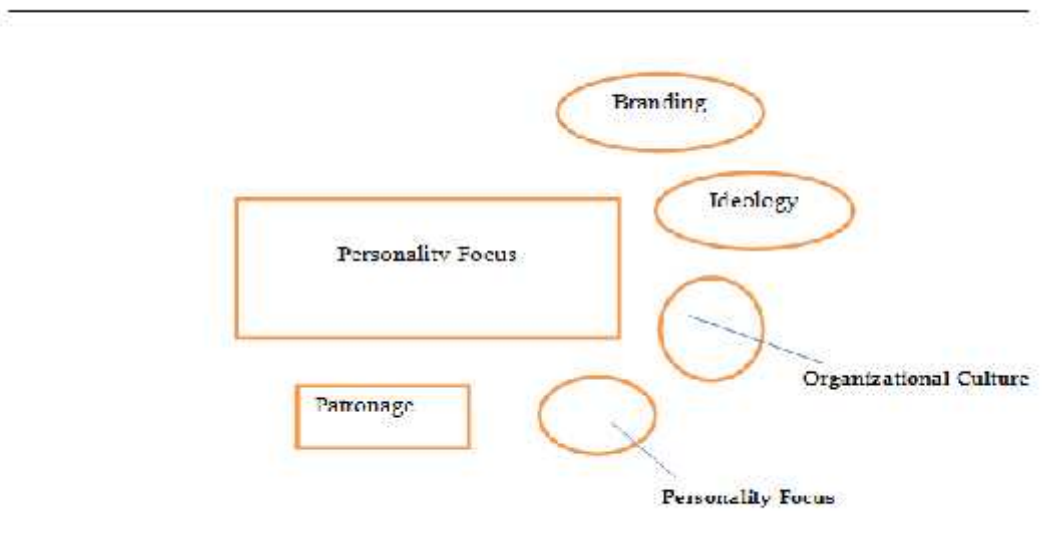 Branding
Ideology
Personality Focus
Organizational Culture
Patronage
Personality Focus